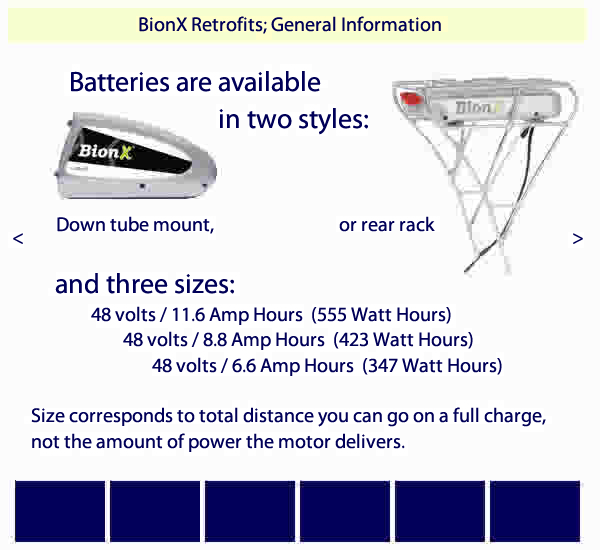 BionX Retrofits; General Information
Batteries are available
in two styles:
BionX
BionX
Down tube mount,
or rear rack
<
>
and three sizes:
48 volts / 11.6 Amp Hours (555 Watt Hours)
48 volts / 8.8 Amp Hours (423 Watt Hours)
48 volts / 6.6 Amp Hours (347 Watt Hours)
Size corresponds to total distance you can go on a full charge,
not the amount of power the motor delivers.